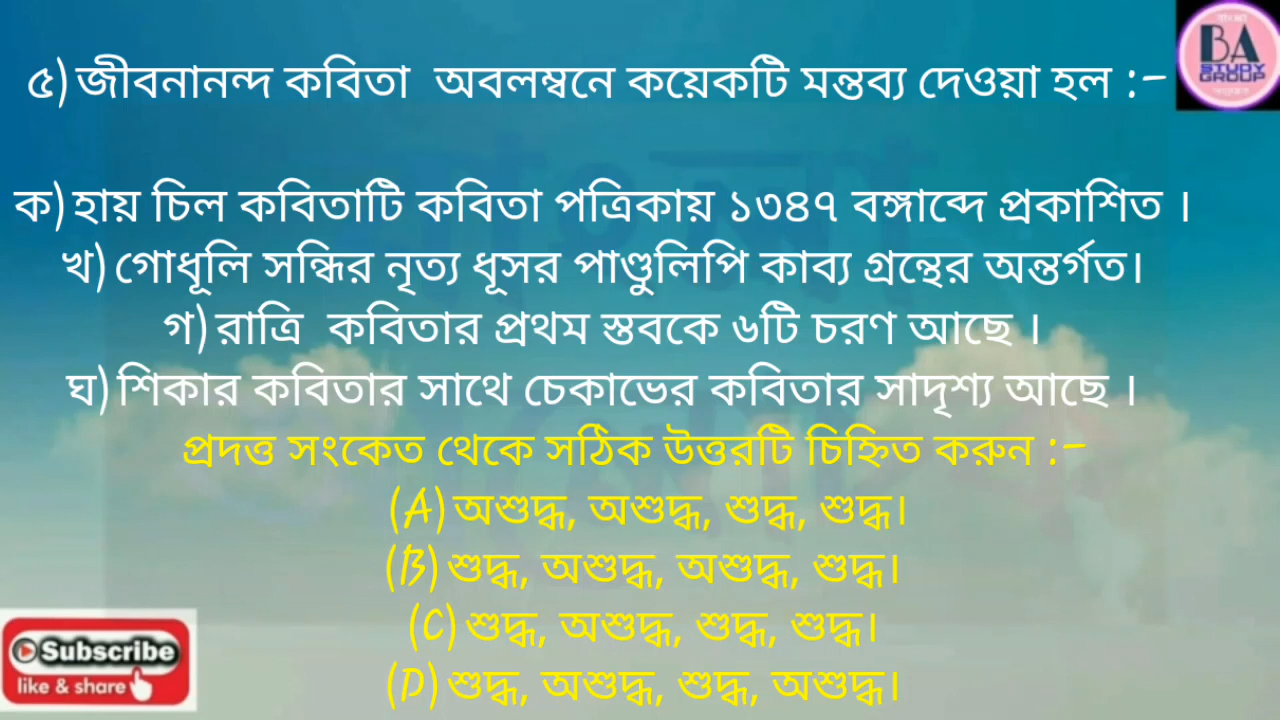 ৫) জীবনানন্দ কবিতা অবলম্বনে কয়েকটি মন্তব্য দেওয়া হল :-
BA
STUDY
GROUP
ক) হায় চিল কবিতাটি কবিতা পত্রিকায় ১৩৪৭ বঙ্গাব্দে প্রকাশিত ।
খ) গোধূলি সন্ধির নৃত্য ধূসর পাণ্ডুলিপি কাব্য গ্রন্থের অন্তর্গত।
গ) রাত্রি কবিতার প্রথম স্তবকে ৬টি চরণ আছে ।
ঘ) শিকার কবিতার সাথে চেকাভের কবিতার সাদৃশ্য আছে ।
প্রদত্ত সংকেত থেকে সঠিক উত্তরটি চিহ্নিত করুন :-
(A) অশুদ্ধ, অশুদ্ধ, শুদ্ধ, শুদ্ধ।
(B) শুদ্ধ, অশুদ্ধ, অশুদ্ধ, শুদ্ধ।
(C) শুদ্ধ, অশুদ্ধ, শুদ্ধ, শুদ্ধ।
(D) শুদ্ধ, অশুদ্ধ, শুদ্ধ, অশুদ্ধ।
Subscribe
like & share